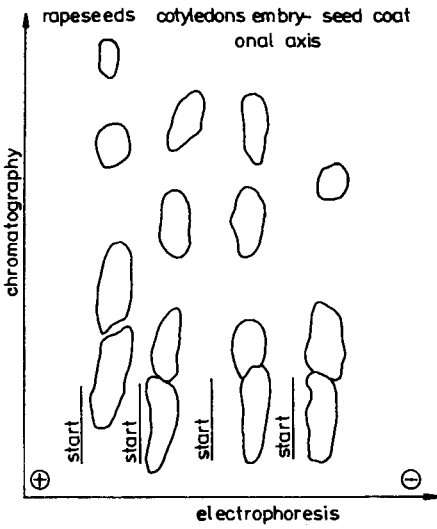 rapeseeds cotyledons embry- seed coat
onal axis
chromatography
start
start
start
start
⊕
⊖
electrophoresis